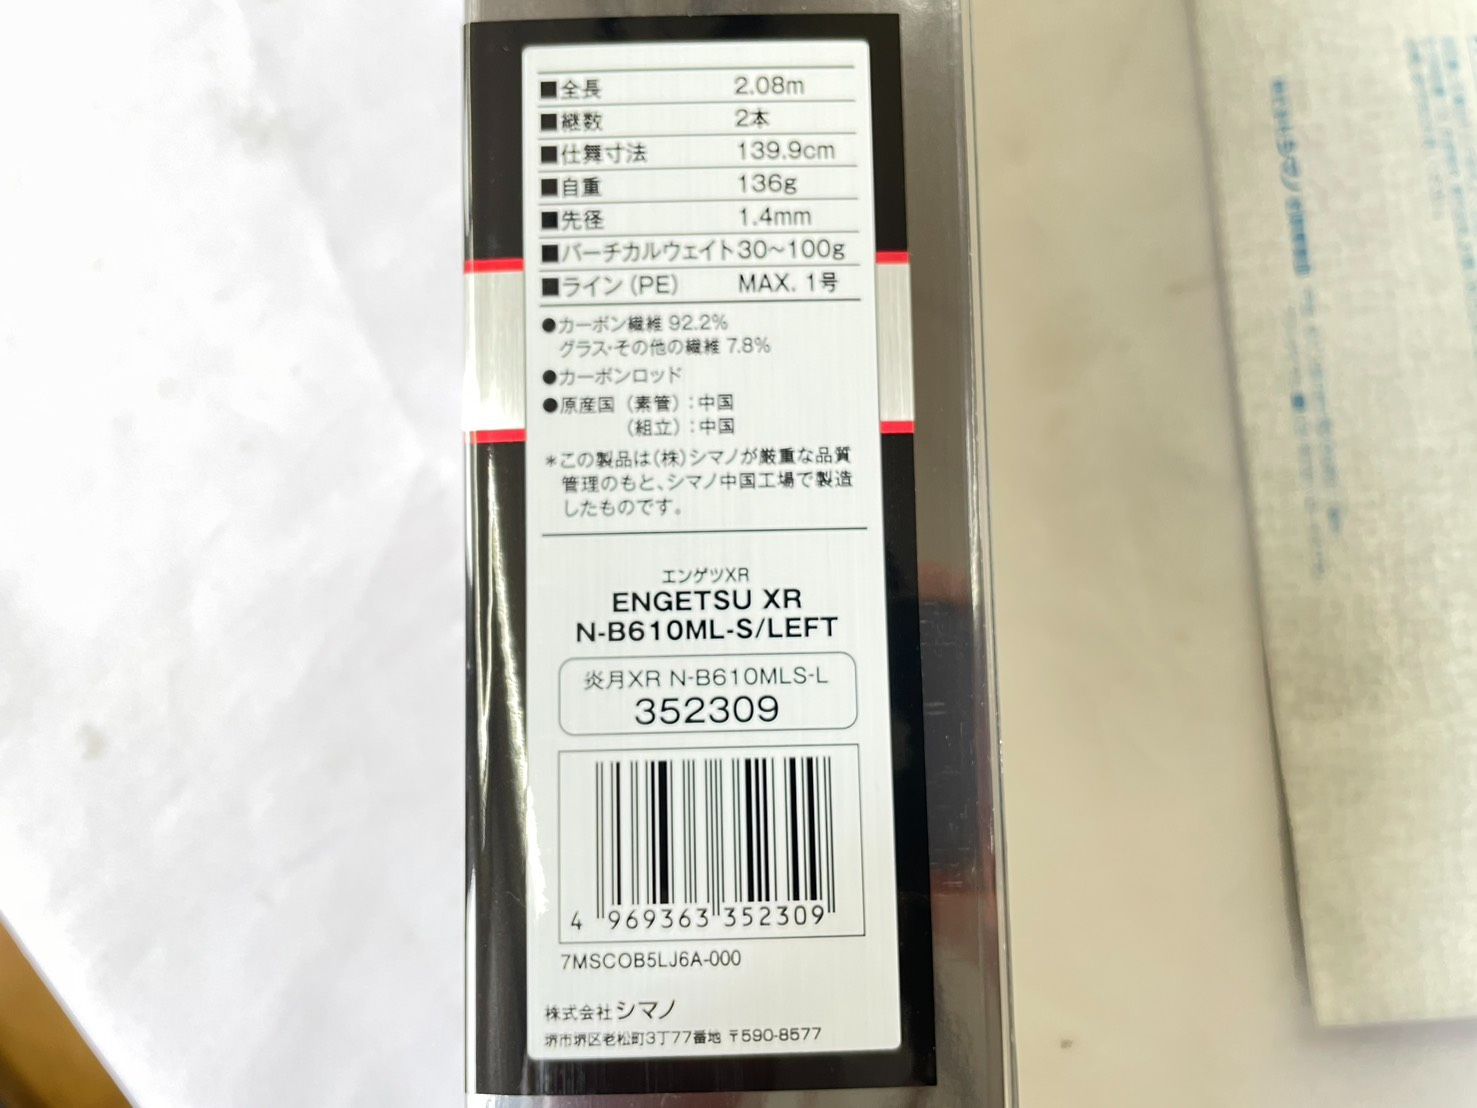 ■全長 2.08m
■継数 2本
■仕舞寸法 139.9cm
■自重 136g
■先径 1.4mm
■バーチカルウェイト 30~100g
■ライン(PE) MAX. 1号
●カーボン繊維 92.2%
グラス・その他の繊維 7.8%
●カーボンロッド
●原産国(素管):中国
(組立):中国
*この製品は(株)シマノが厳重な品質
管理のもと、シマノ中国工場で製造
したものです。
エンゲツXR
ENGETSU XR
N-B610ML-S/LEFT
炎月XR N-B610MLS-L
352309
4 969363 352309
7MSCOB5LJ6A-000
株式会社シマノ
堺市堺区老松町3丁77番地 〒590-8577